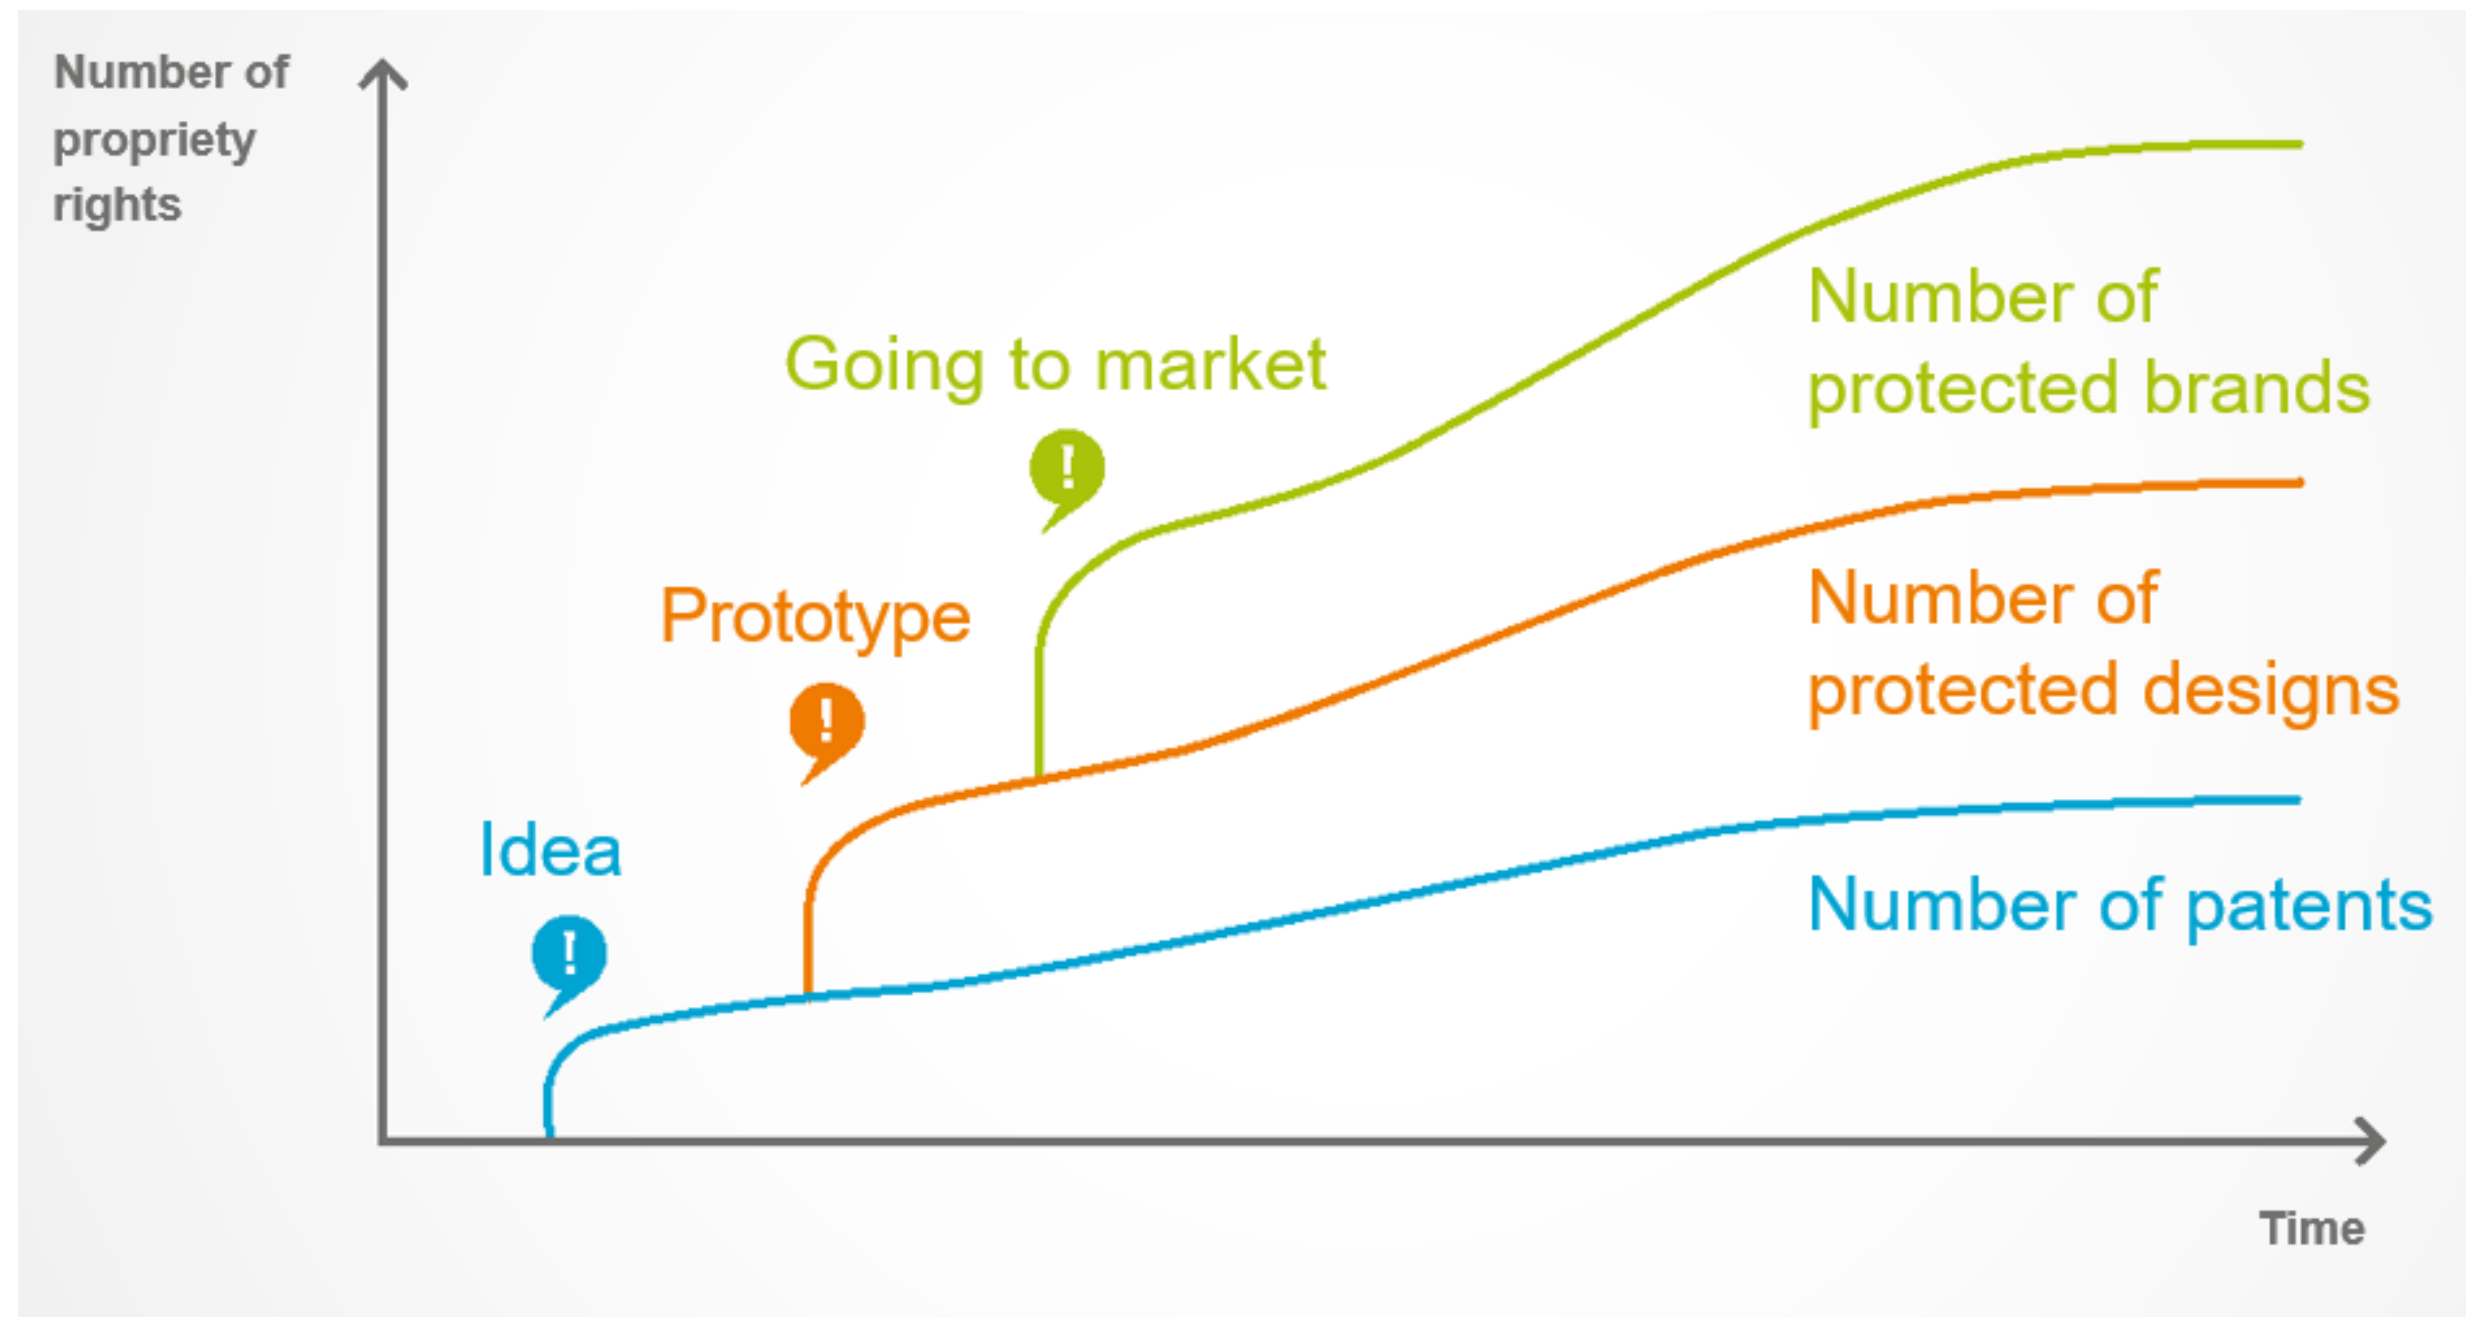 Number of
propriety
rights
Going to market
!
Number of
protected brands
Prototype
!
Number of
protected designs
Idea
!
Number of patents
Time